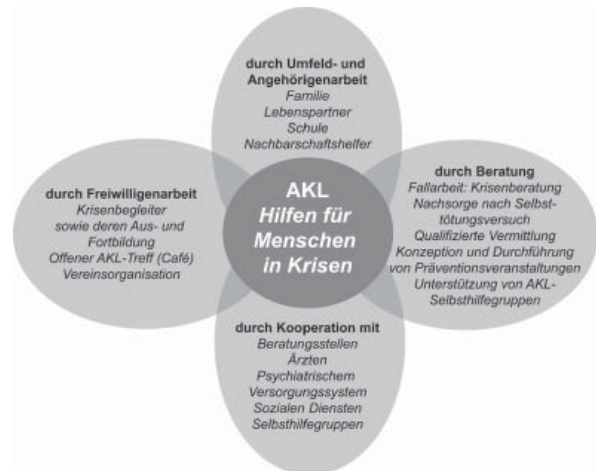 durch Umfeld- und
Angehörigenarbeit
Familie
Lebenspartner
Schule
Nachbarschaftshelfer
durch Freiwilligenarbeit
Krisenbegleiter
sowie deren Aus- und
Fortbildung
Offener AKL-Treff (Café)
Vereinsorganisation
AKL
Hilfen für
Menschen
in Krisen
durch Beratung
Fallarbeit: Krisenberatung
Nachsorge nach Selbst-
tötungsversuch
Qualifizierte Vermittlung
Konzeption und Durchführung
von Präventionsveranstaltungen
Unterstützung von AKL-
Selbsthilfegruppen
durch Kooperation mit
Beratungsstellen
Ärzten
Psychiatrischem
Versorgungssystem
Sozialen Diensten
Selbsthilfegruppen